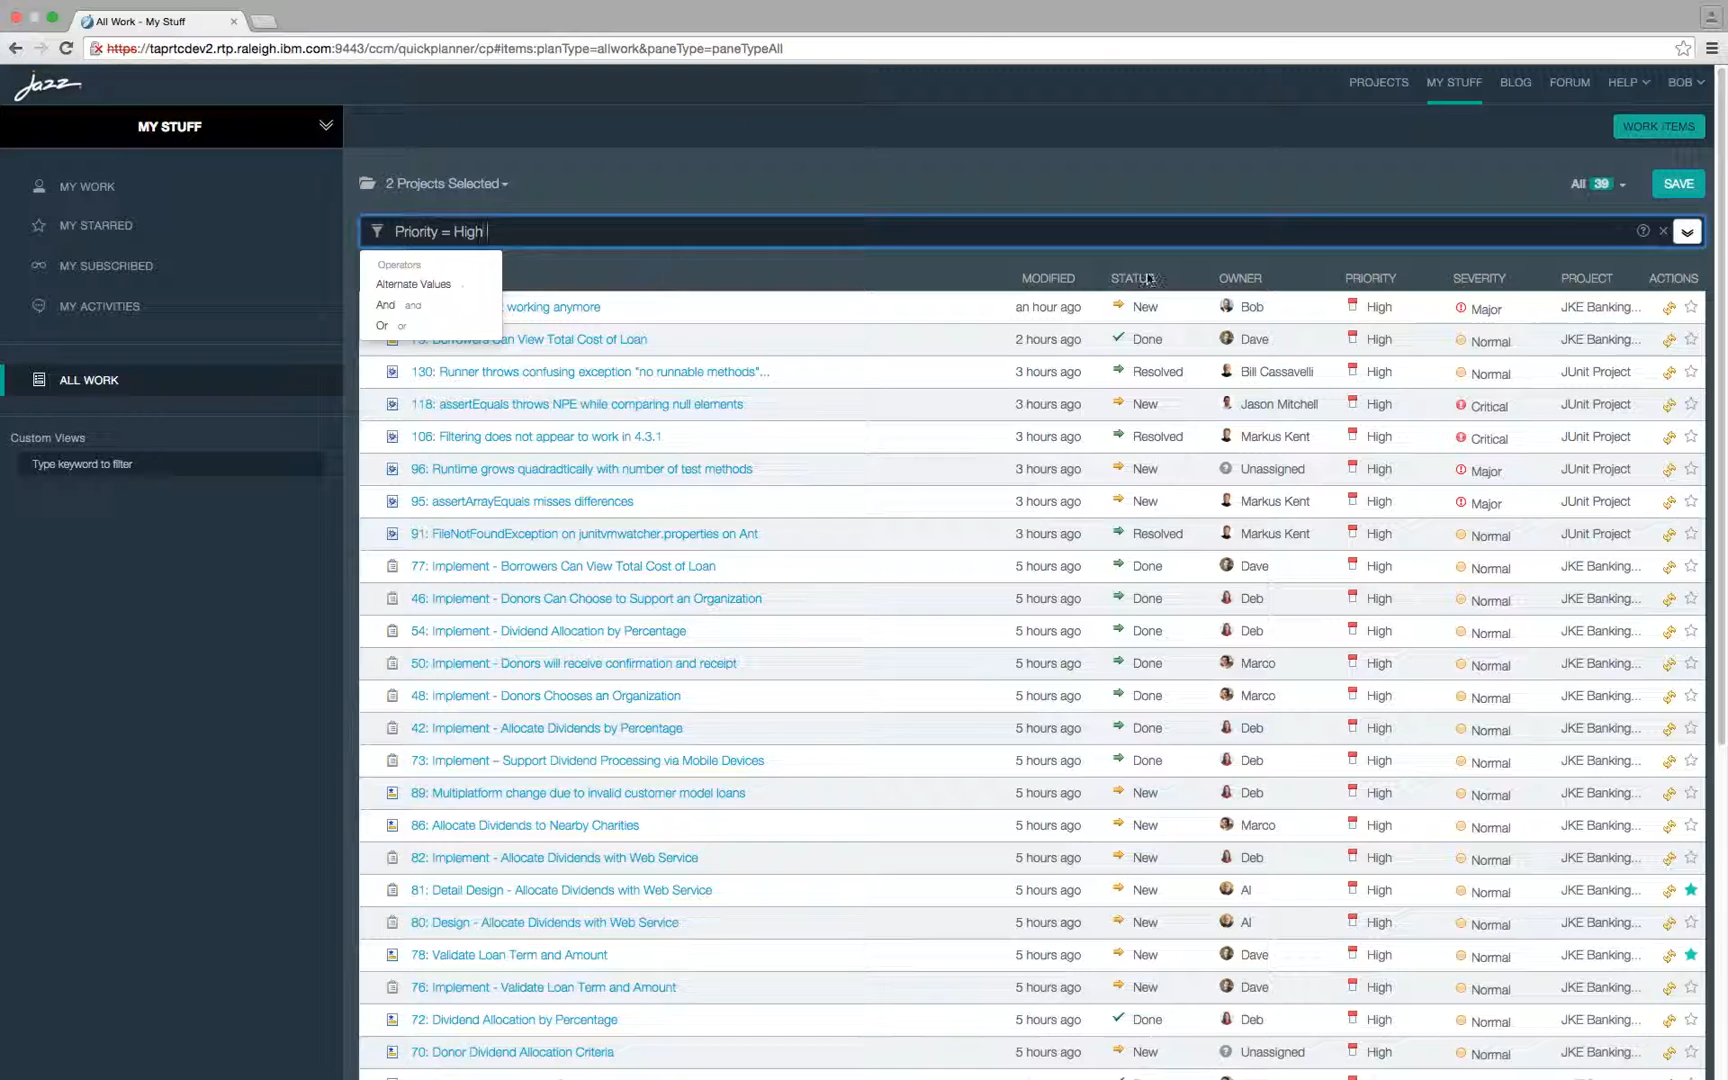 All Work - My Stuff
https://taprtcdev2.rtp.raleigh.ibm.com:9443/ccm/quickplanner/cp#items:planType=allwork&paneType=paneTypeAll
Jazz PROJECTS MY STUFF BLOG FORUM HELP BOB
MY STUFF
WORK ITEMS
MY WORK
MY STARRED
MY SUBSCRIBED
MY ACTIVITIES
ALL WORK
Custom Views
Type keyword to filter
2 Projects Selected All 39 SAVE
Priority = High
Operators
Alternate Values
And and
Or or
MODIFIED STATUS OWNER PRIORITY SEVERITY PROJECT ACTIONS
working anymore an hour ago New Bob High Major JKE Banking...
Borrowers Can View Total Cost of Loan 2 hours ago Done Dave High Normal JKE Banking...
130: Runner throws confusing exception "no runnable methods"... 3 hours ago Resolved Bill Cassavelli High Normal JUnit Project
118: assertEquals throws NPE while comparing null elements 3 hours ago New Jason Mitchell High Critical JUnit Project
106: Filtering does not appear to work in 4.3.1 3 hours ago Resolved Markus Kent High Critical JUnit Project
96: Runtime grows quadradtically with number of test methods 3 hours ago New Unassigned High Major JUnit Project
95: assertArrayEquals misses differences 3 hours ago New Markus Kent High Major JUnit Project
91: FileNotFoundException on junitvmwatcher.properties on Ant 3 hours ago Resolved Markus Kent High Normal JUnit Project
77: Implement - Borrowers Can View Total Cost of Loan 5 hours ago Done Dave High Normal JKE Banking...
46: Implement - Donors Can Choose to Support an Organization 5 hours ago Done Deb High Normal JKE Banking...
54: Implement - Dividend Allocation by Percentage 5 hours ago Done Deb High Normal JKE Banking...
50: Implement - Donors will receive confirmation and receipt 5 hours ago Done Marco High Normal JKE Banking...
48: Implement - Donors Chooses an Organization 5 hours ago Done Marco High Normal JKE Banking...
42: Implement - Allocate Dividends by Percentage 5 hours ago Done Deb High Normal JKE Banking...
73: Implement – Support Dividend Processing via Mobile Devices 5 hours ago Done Deb High Normal JKE Banking...
89: Multiplatform change due to invalid customer model loans 5 hours ago New Deb High Normal JKE Banking...
86: Allocate Dividends to Nearby Charities 5 hours ago New Marco High Normal JKE Banking...
82: Implement - Allocate Dividends with Web Service 5 hours ago New Deb High Normal JKE Banking...
81: Detail Design - Allocate Dividends with Web Service 5 hours ago New Al High Normal JKE Banking...
80: Design - Allocate Dividends with Web Service 5 hours ago New Al High Normal JKE Banking...
78: Validate Loan Term and Amount 5 hours ago New Dave High Normal JKE Banking...
76: Implement - Validate Loan Term and Amount 5 hours ago New Dave High Normal JKE Banking...
72: Dividend Allocation by Percentage 5 hours ago Done Deb High Normal JKE Banking...
70: Donor Dividend Allocation Criteria 5 hours ago New Unassigned High Normal JKE Banking...